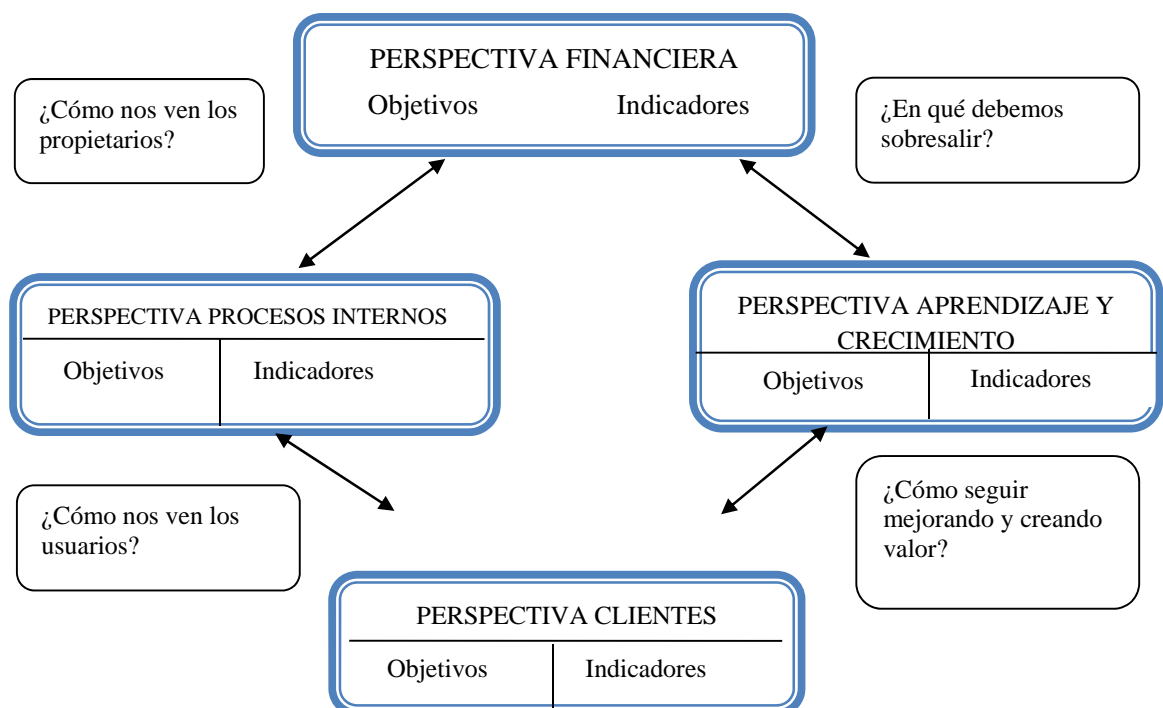 PERSPECTIVA FINANCIERA
Objetivos Indicadores
¿Cómo nos ven los
propietarios?
¿En qué debemos
sobresalir?
PERSPECTIVA PROCESOS INTERNOS
Objetivos Indicadores
PERSPECTIVA APRENDIZAJE Y
CRECIMIENTO
Objetivos Indicadores
¿Cómo nos ven los
usuarios?
¿Cómo seguir
mejorando y creando
valor?
PERSPECTIVA CLIENTES
Objetivos Indicadores